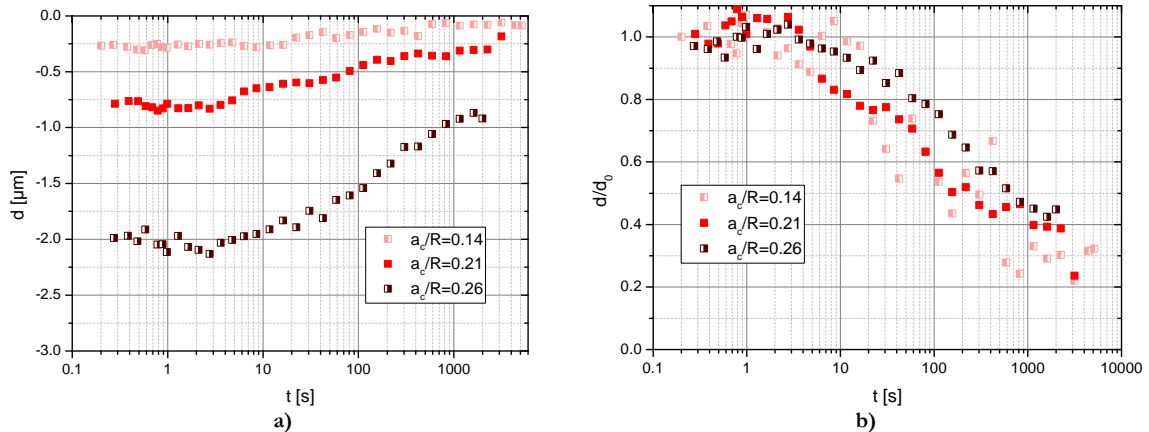 a)
0.0
-0.5
-1.0
-1.5
-2.0
-2.5
-3.0
d [µm]
0.1 1 10 100 1000
t [s]
a_c/R=0.14
a_c/R=0.21
a_c/R=0.26
a)
b)
1.0
0.8
0.6
0.4
0.2
0.0
d/d_0
0.1 1 10 100 1000 10000
t [s]
a_c/R=0.14
a_c/R=0.21
a_c/R=0.26
b)